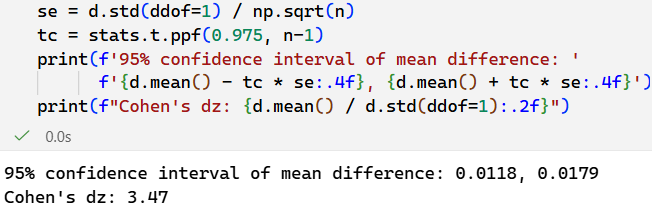 se = d.std(ddof=1) / np.sqrt(n)
tc = stats.t.ppf(0.975, n-1)
print(f'95% confidence interval of mean difference: '
f'{d.mean() - tc * se:.4f}, {d.mean() + tc * se:.4f}')
print(f"Cohen's dz: {d.mean() / d.std(ddof=1):.2f}")
0.0s
95% confidence interval of mean difference: 0.0118, 0.0179
Cohen's dz: 3.47